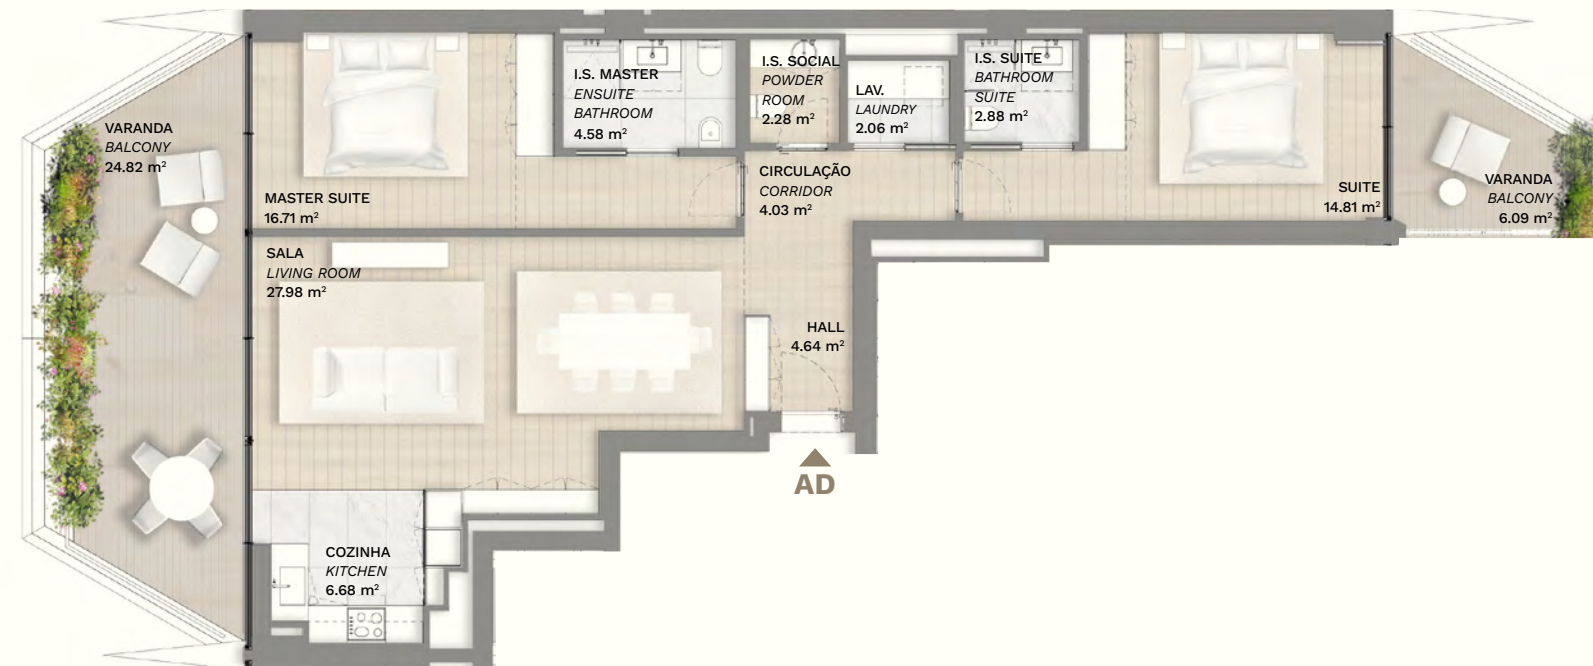 VARANDA
BALCONY
24.82 m²
MASTER SUITE
16.71 m²
I.S. MASTER
ENSUITE
BATHROOM
4.58 m²
I.S. SOCIAL
POWDER
ROOM
2.28 m²
LAV.
LAUNDRY
2.06 m²
I.S. SUITE
BATHROOM
SUITE
2.88 m²
CIRCULAÇÃO
CORRIDOR
4.03 m²
SUITE
14.81 m²
VARANDA
BALCONY
6.09 m²
SALA
LIVING ROOM
27.98 m²
HALL
4.64 m²
AD
COZINHA
KITCHEN
6.68 m²